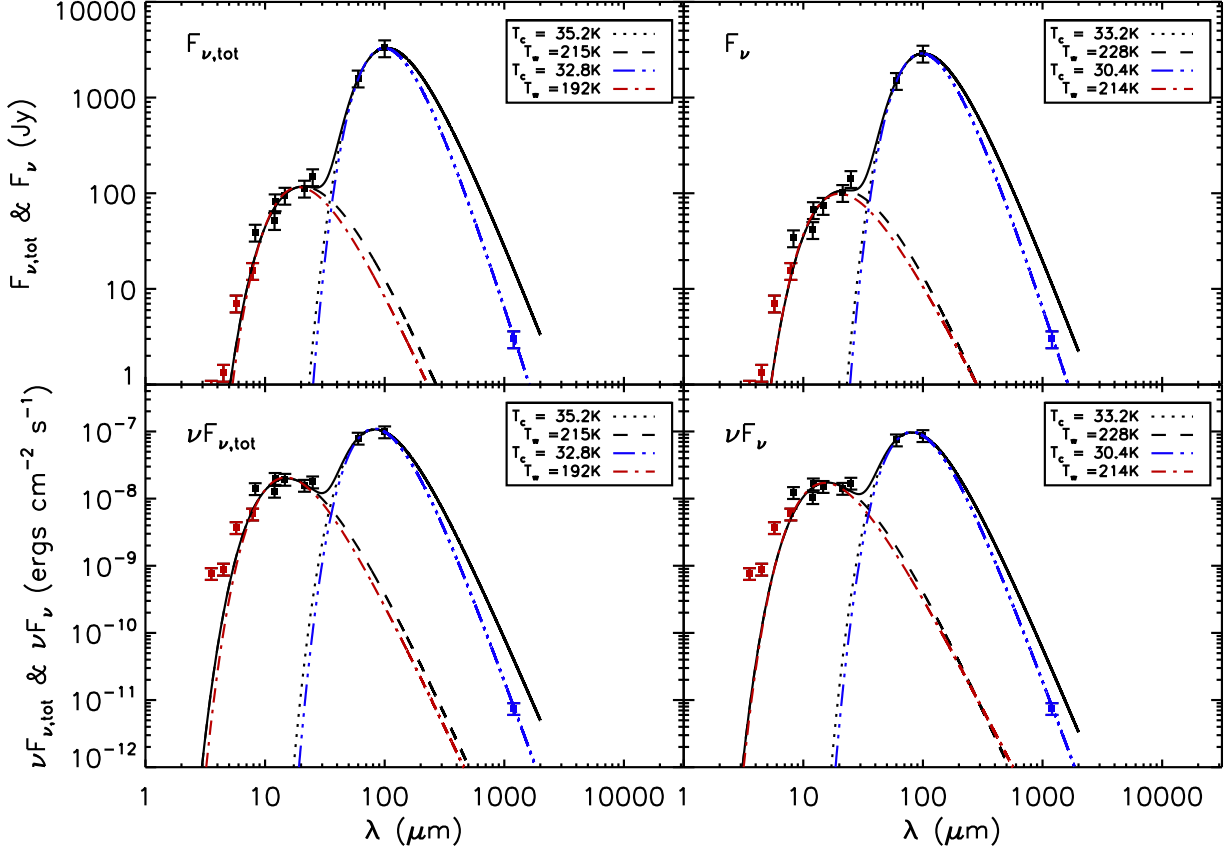 F_ν,tot & F_ν (Jy)
10000
1000
100
10
1
F_ν,tot
T_c = 35.2K
T_w =215K
T_c = 32.8K
T_w =192K
F_ν
T_c = 33.2K
T_w =228K
T_c = 30.4K
T_w =214K
νF_ν,tot & νF_ν (ergs cm⁻² s⁻¹)
10⁻⁷
10⁻⁸
10⁻⁹
10⁻¹⁰
10⁻¹¹
10⁻¹²
νF_ν,tot
T_c = 35.2K
T_w =215K
T_c = 32.8K
T_w =192K
νF_ν
T_c = 33.2K
T_w =228K
T_c = 30.4K
T_w =214K
1 10 100 1000 10000
1 10 100 1000 10000
λ (μm)
λ (μm)